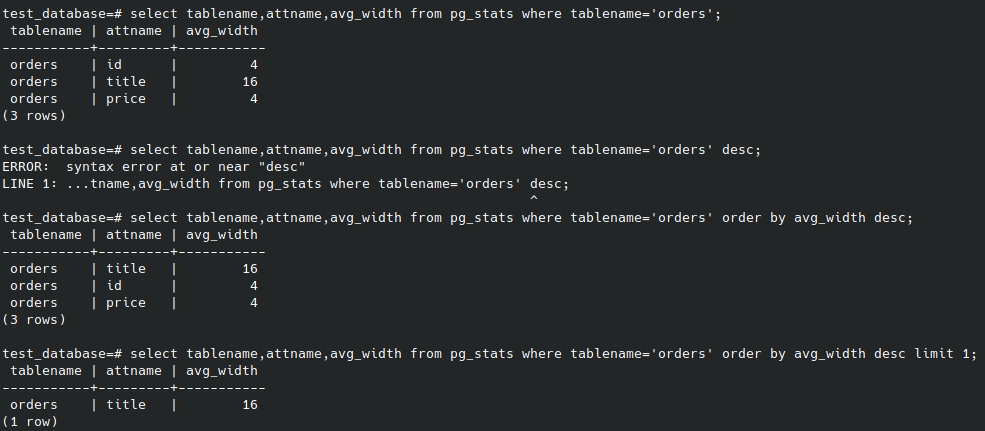 test_database=# select tablename,attname,avg_width from pg_stats where tablename='orders';
 tablename | attname | avg_width
-----------+---------+-----------
 orders    | id      |         4
 orders    | title   |        16
 orders    | price   |         4
(3 rows)

test_database=# select tablename,attname,avg_width from pg_stats where tablename='orders' desc;
ERROR:  syntax error at or near "desc"
LINE 1: ...tname,avg_width from pg_stats where tablename='orders' desc;
                                                                  ^
test_database=# select tablename,attname,avg_width from pg_stats where tablename='orders' order by avg_width desc;
 tablename | attname | avg_width
-----------+---------+-----------
 orders    | title   |        16
 orders    | id      |         4
 orders    | price   |         4
(3 rows)

test_database=# select tablename,attname,avg_width from pg_stats where tablename='orders' order by avg_width desc limit 1;
 tablename | attname | avg_width
-----------+---------+-----------
 orders    | title   |        16
(1 row)